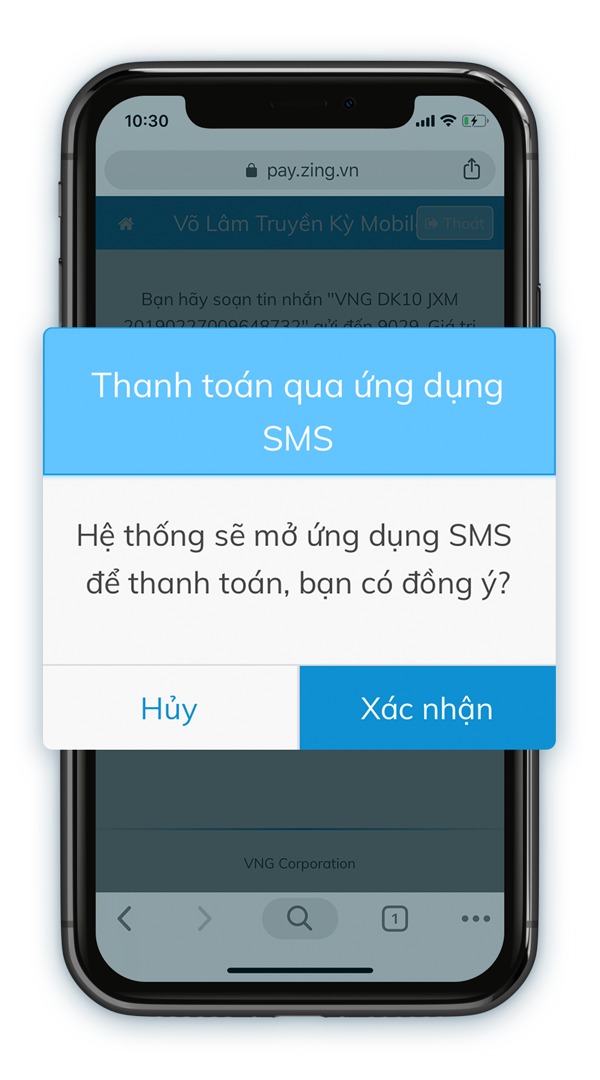 10:30
pay.zing.vn
Võ Lâm Truyền Kỳ Mobil
Thoát
Bạn hãy soạn tin nhắn "VNG DK10 JXM
20190227009648732" gửi đến 9029. Giá trị
Thanh toán qua ứng dụng
SMS
Hệ thống sẽ mở ứng dụng SMS
để thanh toán, bạn có đồng ý?
Hủy
Xác nhận
VNG Corporation
1